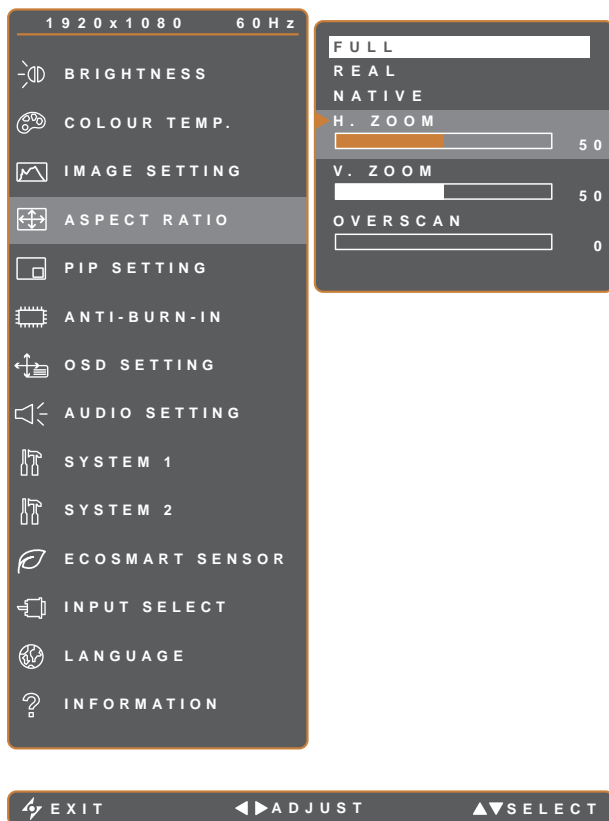 1920x1080 60Hz
BRIGHTNESS
COLOUR TEMP.
IMAGE SETTING
ASPECT RATIO
PIP SETTING
ANTI-BURN-IN
OSD SETTING
AUDIO SETTING
SYSTEM 1
SYSTEM 2
ECOSMART SENSOR
INPUT SELECT
LANGUAGE
INFORMATION
FULL
REAL
NATIVE
H. ZOOM
50
V. ZOOM
50
OVERSCAN
0
EXIT ADJUST SELECT